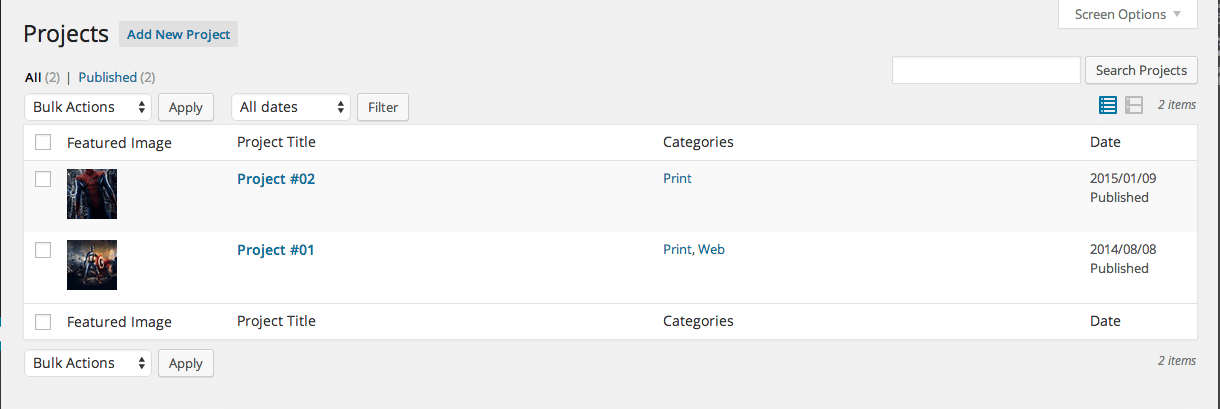 Screen Options
Projects Add New Project
All (2) | Published (2)
Search Projects
Bulk Actions Apply All dates Filter 2 items
Featured Image Project Title Categories Date
Project #02 Print 2015/01/09
Published
Project #01 Print, Web 2014/08/08
Published
Featured Image Project Title Categories Date
Bulk Actions Apply 2 items